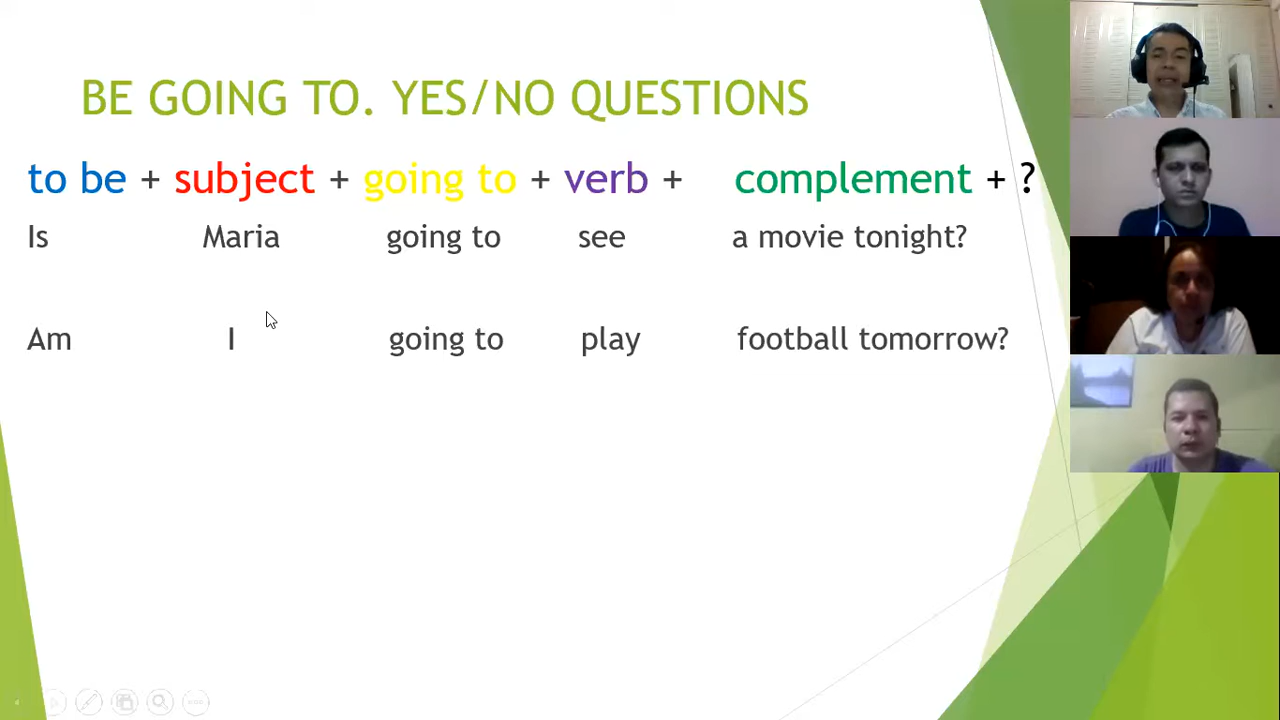 BE GOING TO. YES/NO QUESTIONS
to be + subject + going to + verb + complement + ?
Is Maria going to see a movie tonight?
Am I going to play football tomorrow?